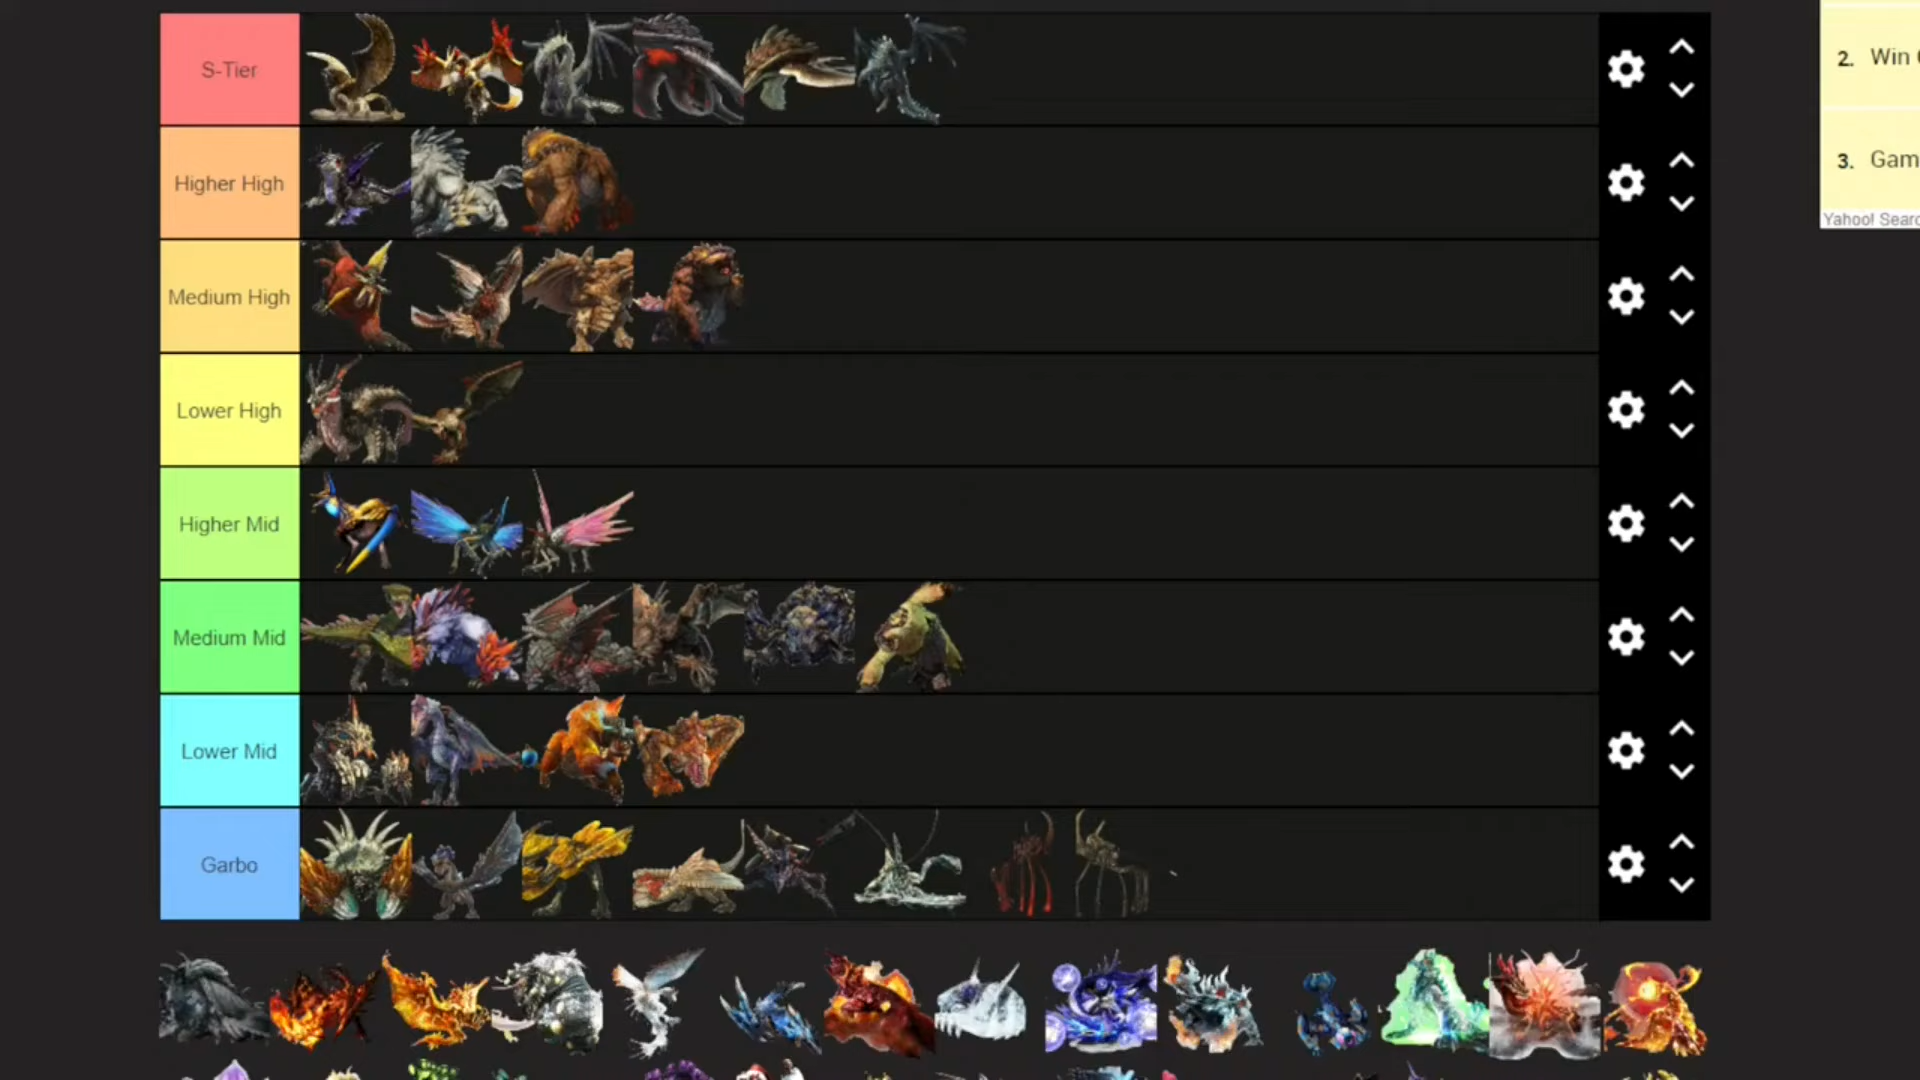 S-Tier
Higher High
Medium High
Lower High
Higher Mid
Medium Mid
Lower Mid
Garbo
2. Win
3. Gam
Yahoo! Searc